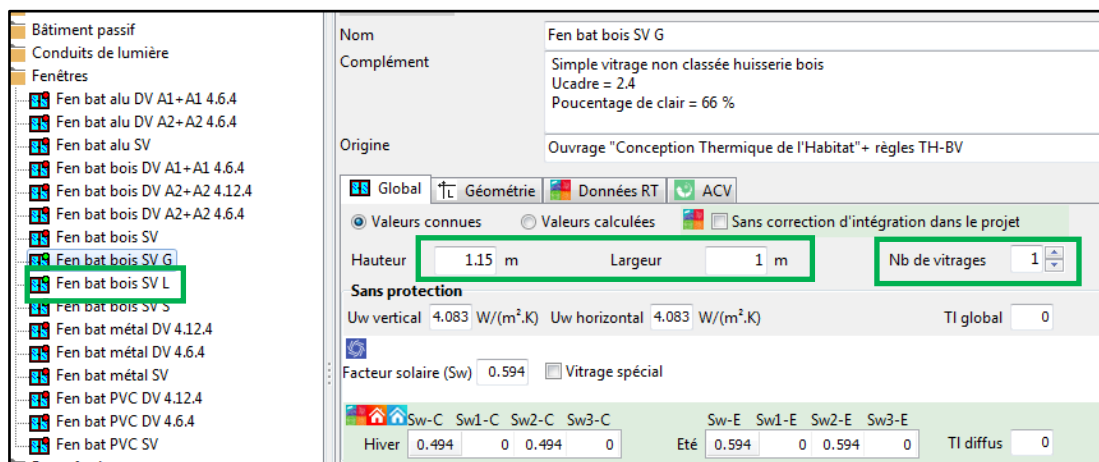 Bâtiment passif
Conduits de lumière
Fenêtres
Fen bat alu DV A1+A1 4.6.4
Fen bat alu DV A2+A2 4.6.4
Fen bat alu SV
Fen bat bois DV A1+A1 4.6.4
Fen bat bois DV A2+A2 4.12.4
Fen bat bois DV A2+A2 4.6.4
Fen bat bois SV
Fen bat bois SV G
Fen bat bois SV L
Fen bat bois SV S
Fen bat métal DV 4.12.4
Fen bat métal DV 4.6.4
Fen bat métal SV
Fen bat PVC DV 4.12.4
Fen bat PVC DV 4.6.4
Fen bat PVC SV
Nom Fen bat bois SV G
Complément Simple vitrage non classée huisserie bois
Ucadre = 2.4
Poucentage de clair = 66 %
Origine Ouvrage "Conception Thermique de l'Habitat"+ règles TH-BV
Global Géométrie Données RT ACV
Valeurs connues Valeurs calculées Sans correction d'intégration dans le projet
Hauteur 1.15 m Largeur 1 m Nb de vitrages 1
Sans protection
Uw vertical 4.083 W/(m².K) Uw horizontal 4.083 W/(m².K) Tl global 0
Facteur solaire (Sw) 0.594 Vitrage spécial
Sw-C Sw1-C Sw2-C Sw3-C Sw-E Sw1-E Sw2-E Sw3-E
Hiver 0.494 0 0.494 0 Eté 0.594 0 0.594 0 Tl diffus 0